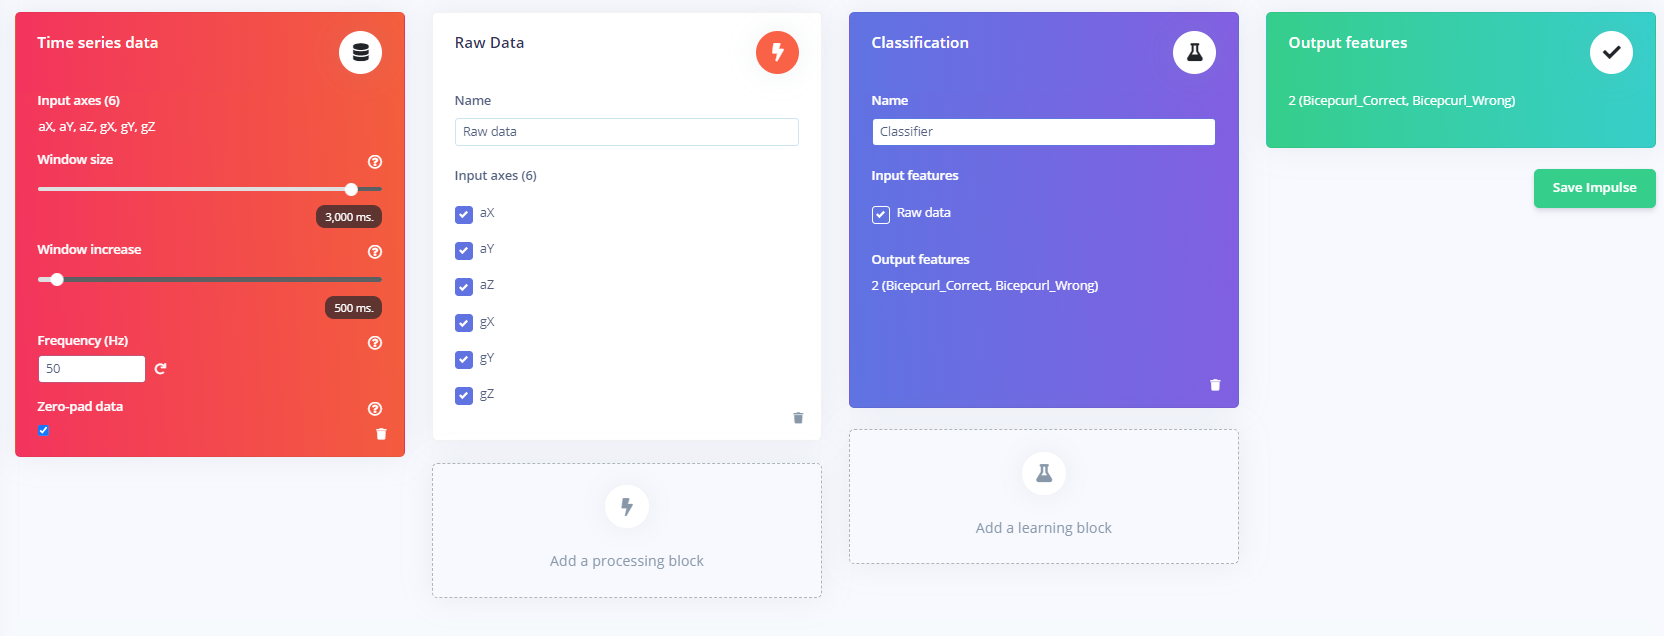 Time series data
Input axes (6)
aX, aY, aZ, gX, gY, gZ
Window size
3,000 ms.
Window increase
500 ms.
Frequency (Hz)
50
Zero-pad data
Raw Data
Name
Raw data
Input axes (6)
aX
aY
aZ
gX
gY
gZ
Add a processing block
Classification
Name
Classifier
Input features
Raw data
Output features
2 (Bicepcurl_Correct, Bicepcurl_Wrong)
Add a learning block
Output features
2 (Bicepcurl_Correct, Bicepcurl_Wrong)
Save Impulse